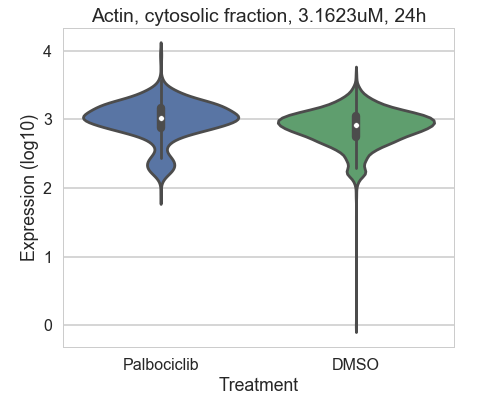 Actin, cytosolic fraction, 3.1623uM, 24h
Expression (log10)
4
3
2
1
0
Palbociclib
DMSO
Treatment